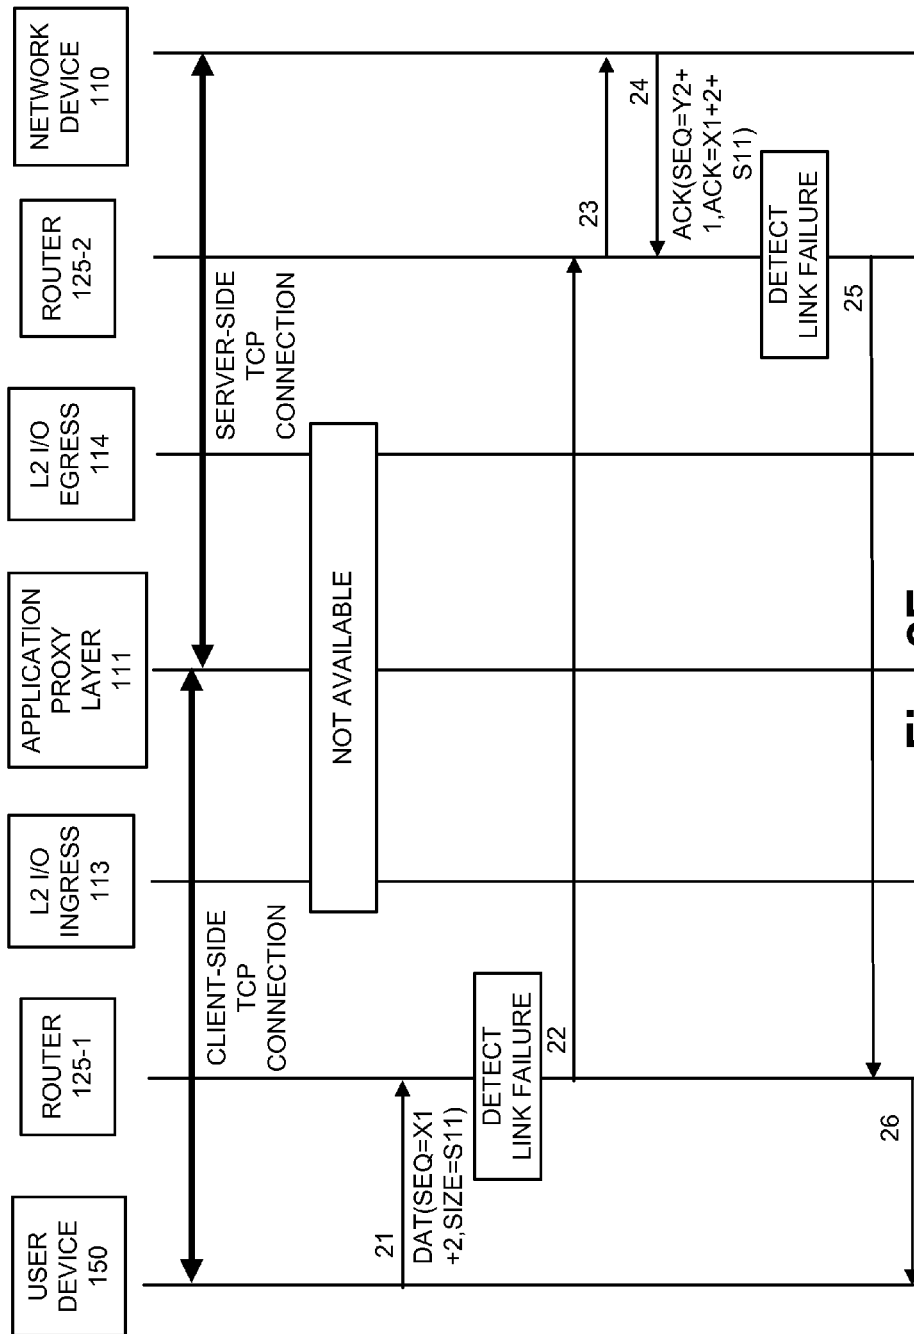 USER
DEVICE
150
ROUTER
125-1
L2 I/O
INGRESS
113
APPLICATION
PROXY
LAYER
111
L2 I/O
EGRESS
114
ROUTER
125-2
NETWORK
DEVICE
110
CLIENT-SIDE
TCP
CONNECTION
SERVER-SIDE
TCP
CONNECTION
NOT AVAILABLE
21
DAT(SEQ=X1
+2,SIZE=S11)
DETECT
LINK FAILURE
22
23
24
ACK(SEQ=Y2+
1,ACK=X1+2+
S11)
DETECT
LINK FAILURE
25
26